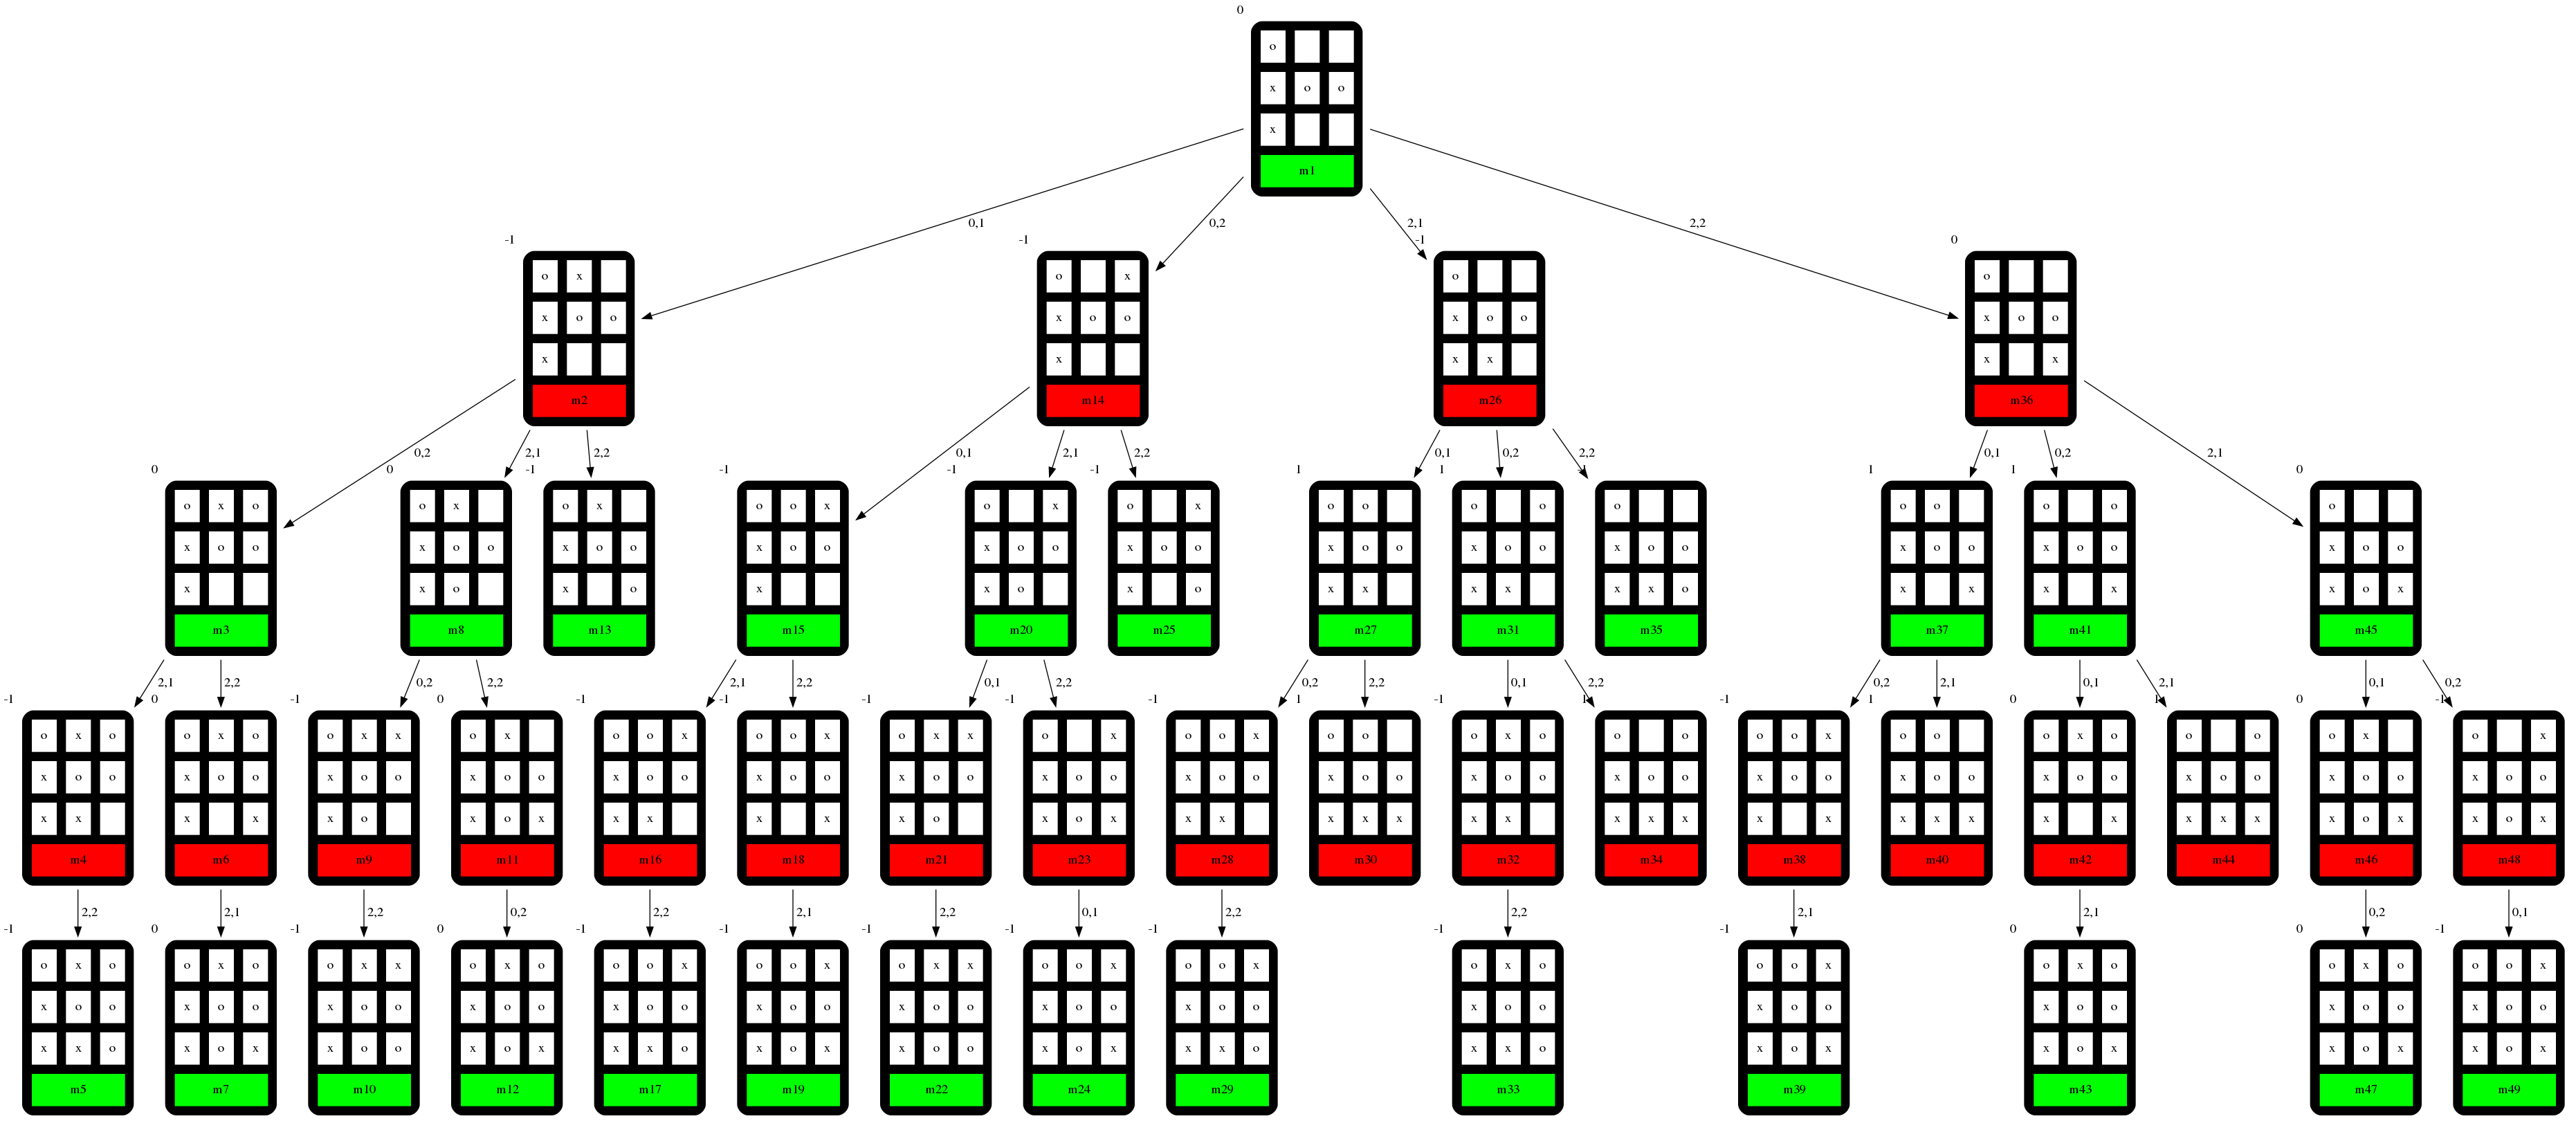 0
o
x o o
x
m1
0,1 0,2 2,1 2,2
-1 -1 -1 0
o x o x o o
x o o x o o x o o x o o
x x x x x x
m2 m14 m26 m36
0,2 2,1 2,2 0,1 2,1 2,2 0,1 0,2 2,2 0,1 0,2 2,1
0 0 -1 -1 -1 -1 1 1 -1 1 1 0
o x o o x o x o o x o x o x o o o o o o o o o o
x o o x o o x o o x o o x o o x o o x o o x o o x o o x o o x o o x o o
x x o x o x x o x o x x x x x x o x x x x x o x
m3 m8 m13 m15 m20 m25 m27 m31 m35 m37 m41 m45
2,1 2,2 0,2 2,2 2,1 2,2 0,1 2,2 0,2 2,2 0,1 2,2 0,2 2,1 0,1 2,1 0,1 0,2
-1 0 -1 0 -1 -1 -1 -1 -1 1 -1 1 -1 1 0 1 0 -1
o x o o x o o x x o x o o x o o x o x x o x o o x o o o x o o o o o x o o o x o o o o x o x
x o o x o o x o o x o o x o o x o o x o o x o o x o o x o o x o o x o o x o o x o o x o o x o o x o o x o o
x x x x x o x o x x x x x x o x o x x x x x x x x x x x x x x x x x x x x x x o x x o x
m4 m6 m9 m11 m16 m18 m21 m23 m28 m30 m32 m34 m38 m40 m42 m44 m46 m48
2,2 2,1 2,2 0,2 2,2 2,1 2,2 0,1 2,2 2,2 2,1 2,1 0,2 0,1
-1 0 -1 0 -1 -1 -1 -1 -1 -1 -1 0 0 -1
o x o o x o o x x o x o o o x o o x o x x o o x o o x o x o o o x o x o o x o o o x
x o o x o o x o o x o o x o o x o o x o o x o o x o o x o o x o o x o o x o o x o o
x x o x o x x o o x o x x x o x o x x o o x o x x x o x x o x o x x o x x o x x o x
m5 m7 m10 m12 m17 m19 m22 m24 m29 m33 m39 m43 m47 m49